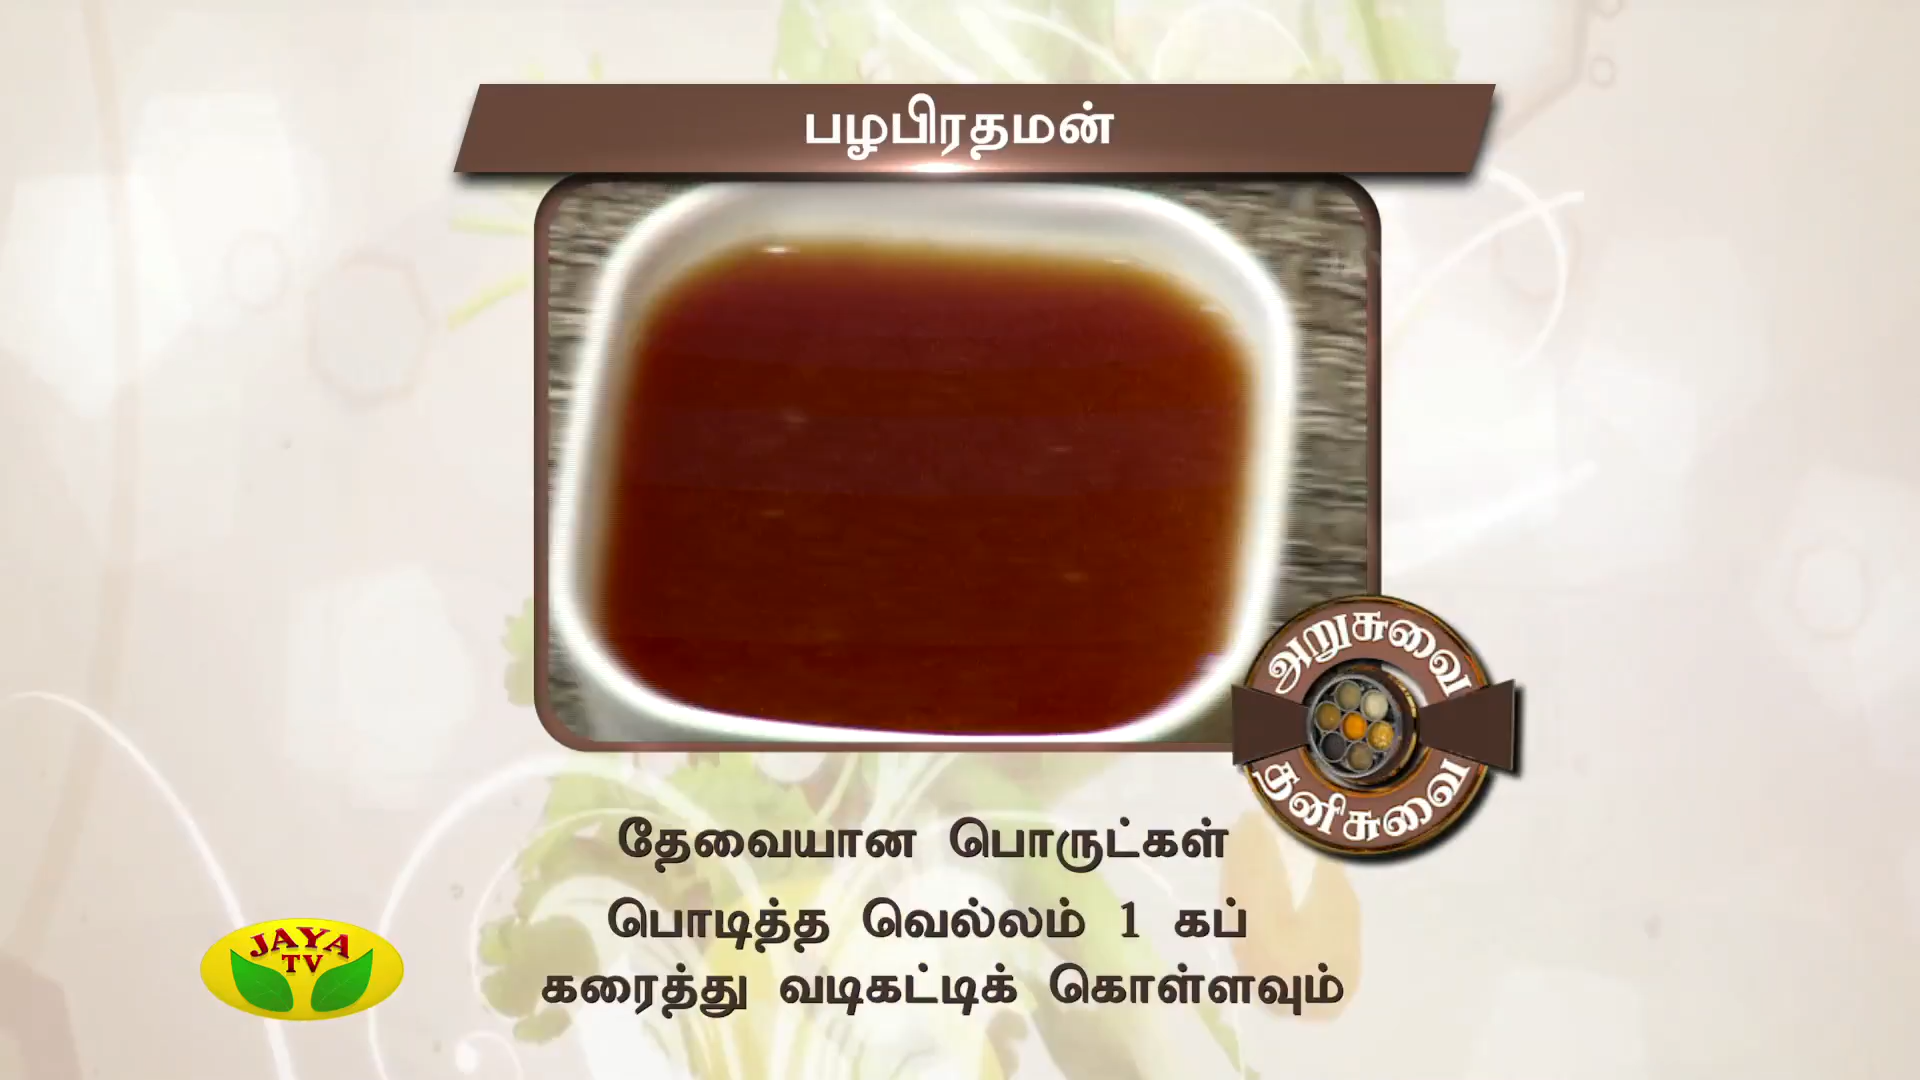 பழபிரதமன்
அறுசுவை
தனிசுவை
தேவையான பொருட்கள்
பொடித்த வெல்லம் 1 கப்
கரைத்து வடிகட்டிக் கொள்ளவும்
JAYA
TV